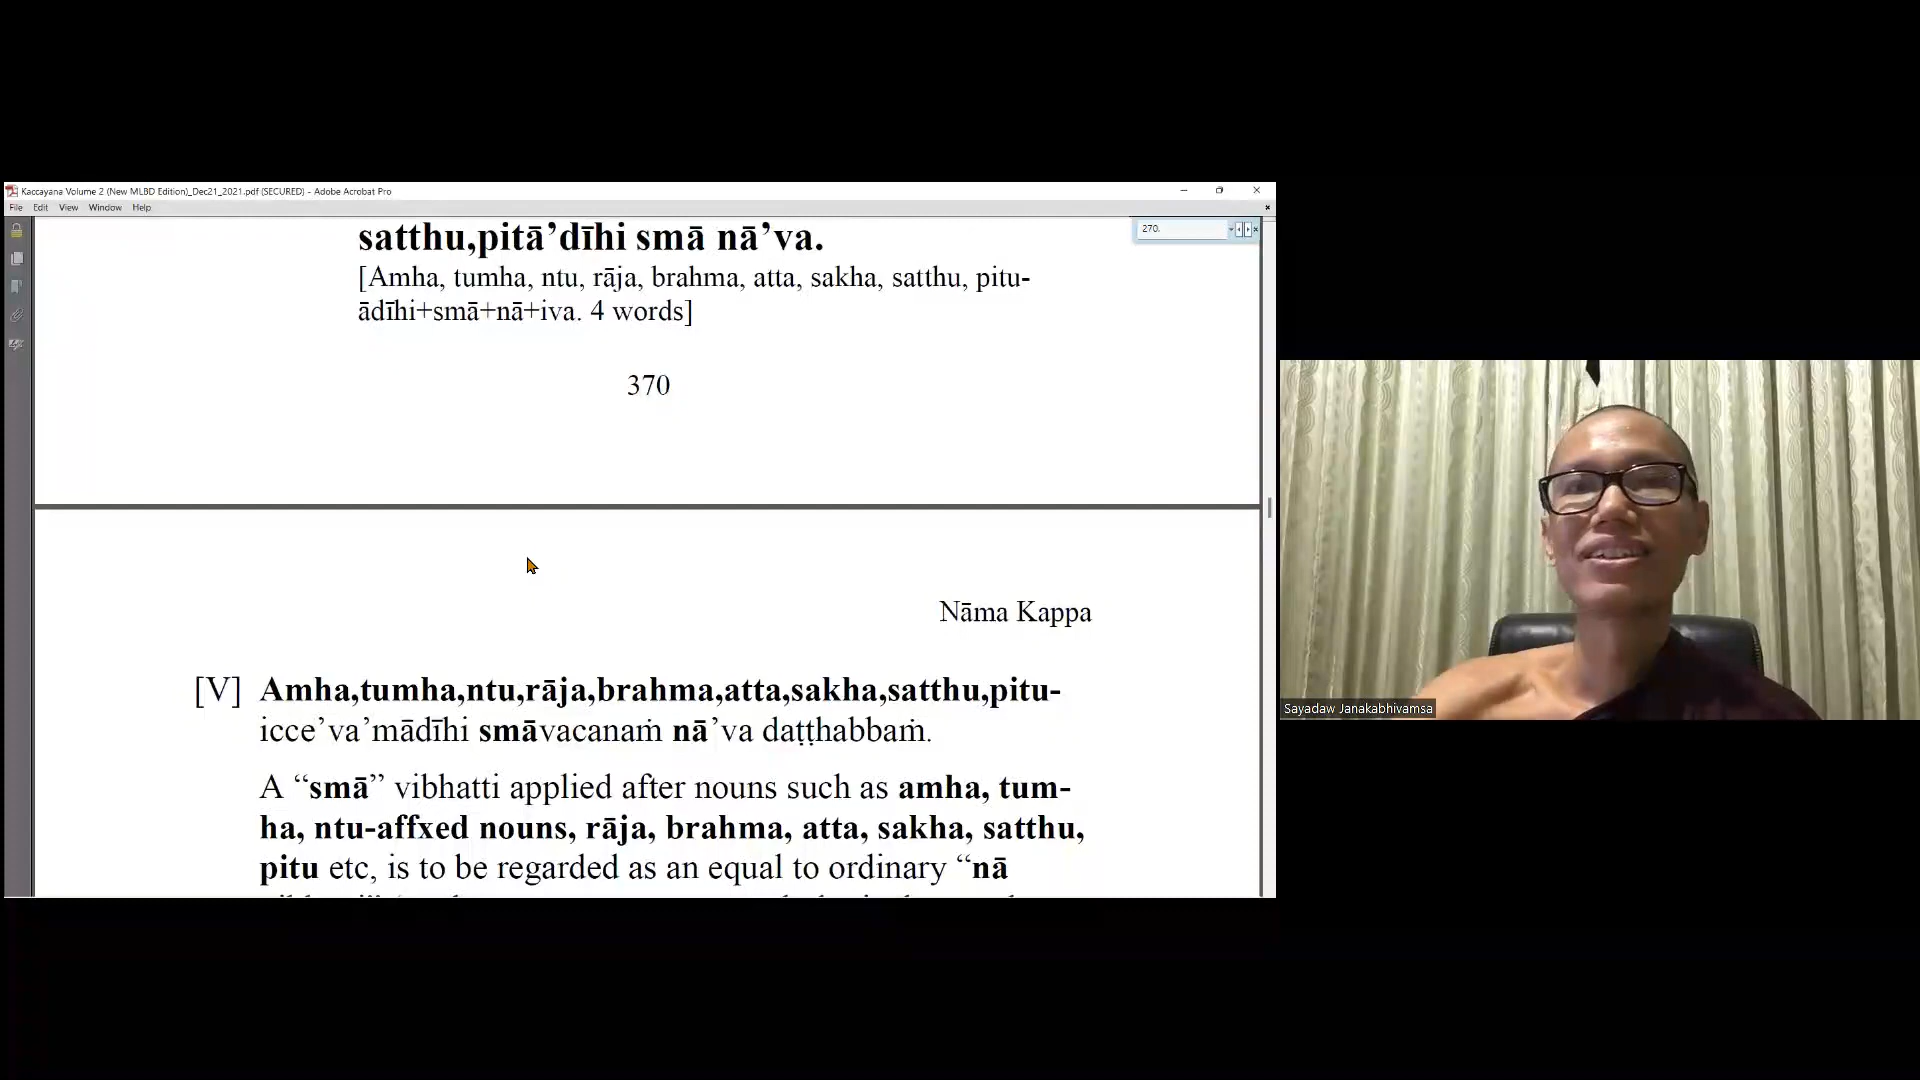 Kaccayana Volume 2 (New MLBD Edition)_Dec21_2021.pdf (SECURED) - Adobe Acrobat Pro
File Edit View Window Help
270.
satthu,pitā’dīhi smā nā’va.
[Amha, tumha, ntu, rāja, brahma, atta, sakha, satthu, pitu-
ādīhi+smā+nā+iva. 4 words]
370
Nāma Kappa
[V] Amha,tumha,ntu,rāja,brahma,atta,sakha,satthu,pitu-
icce’va’mādīhi smāvacanaṁ nā’va daṭṭhabbaṁ.
A “smā” vibhatti applied after nouns such as amha, tum-
ha, ntu-affxed nouns, rāja, brahma, atta, sakha, satthu,
pitu etc, is to be regarded as an equal to ordinary “nā
Sayadaw Janakabhivamsa